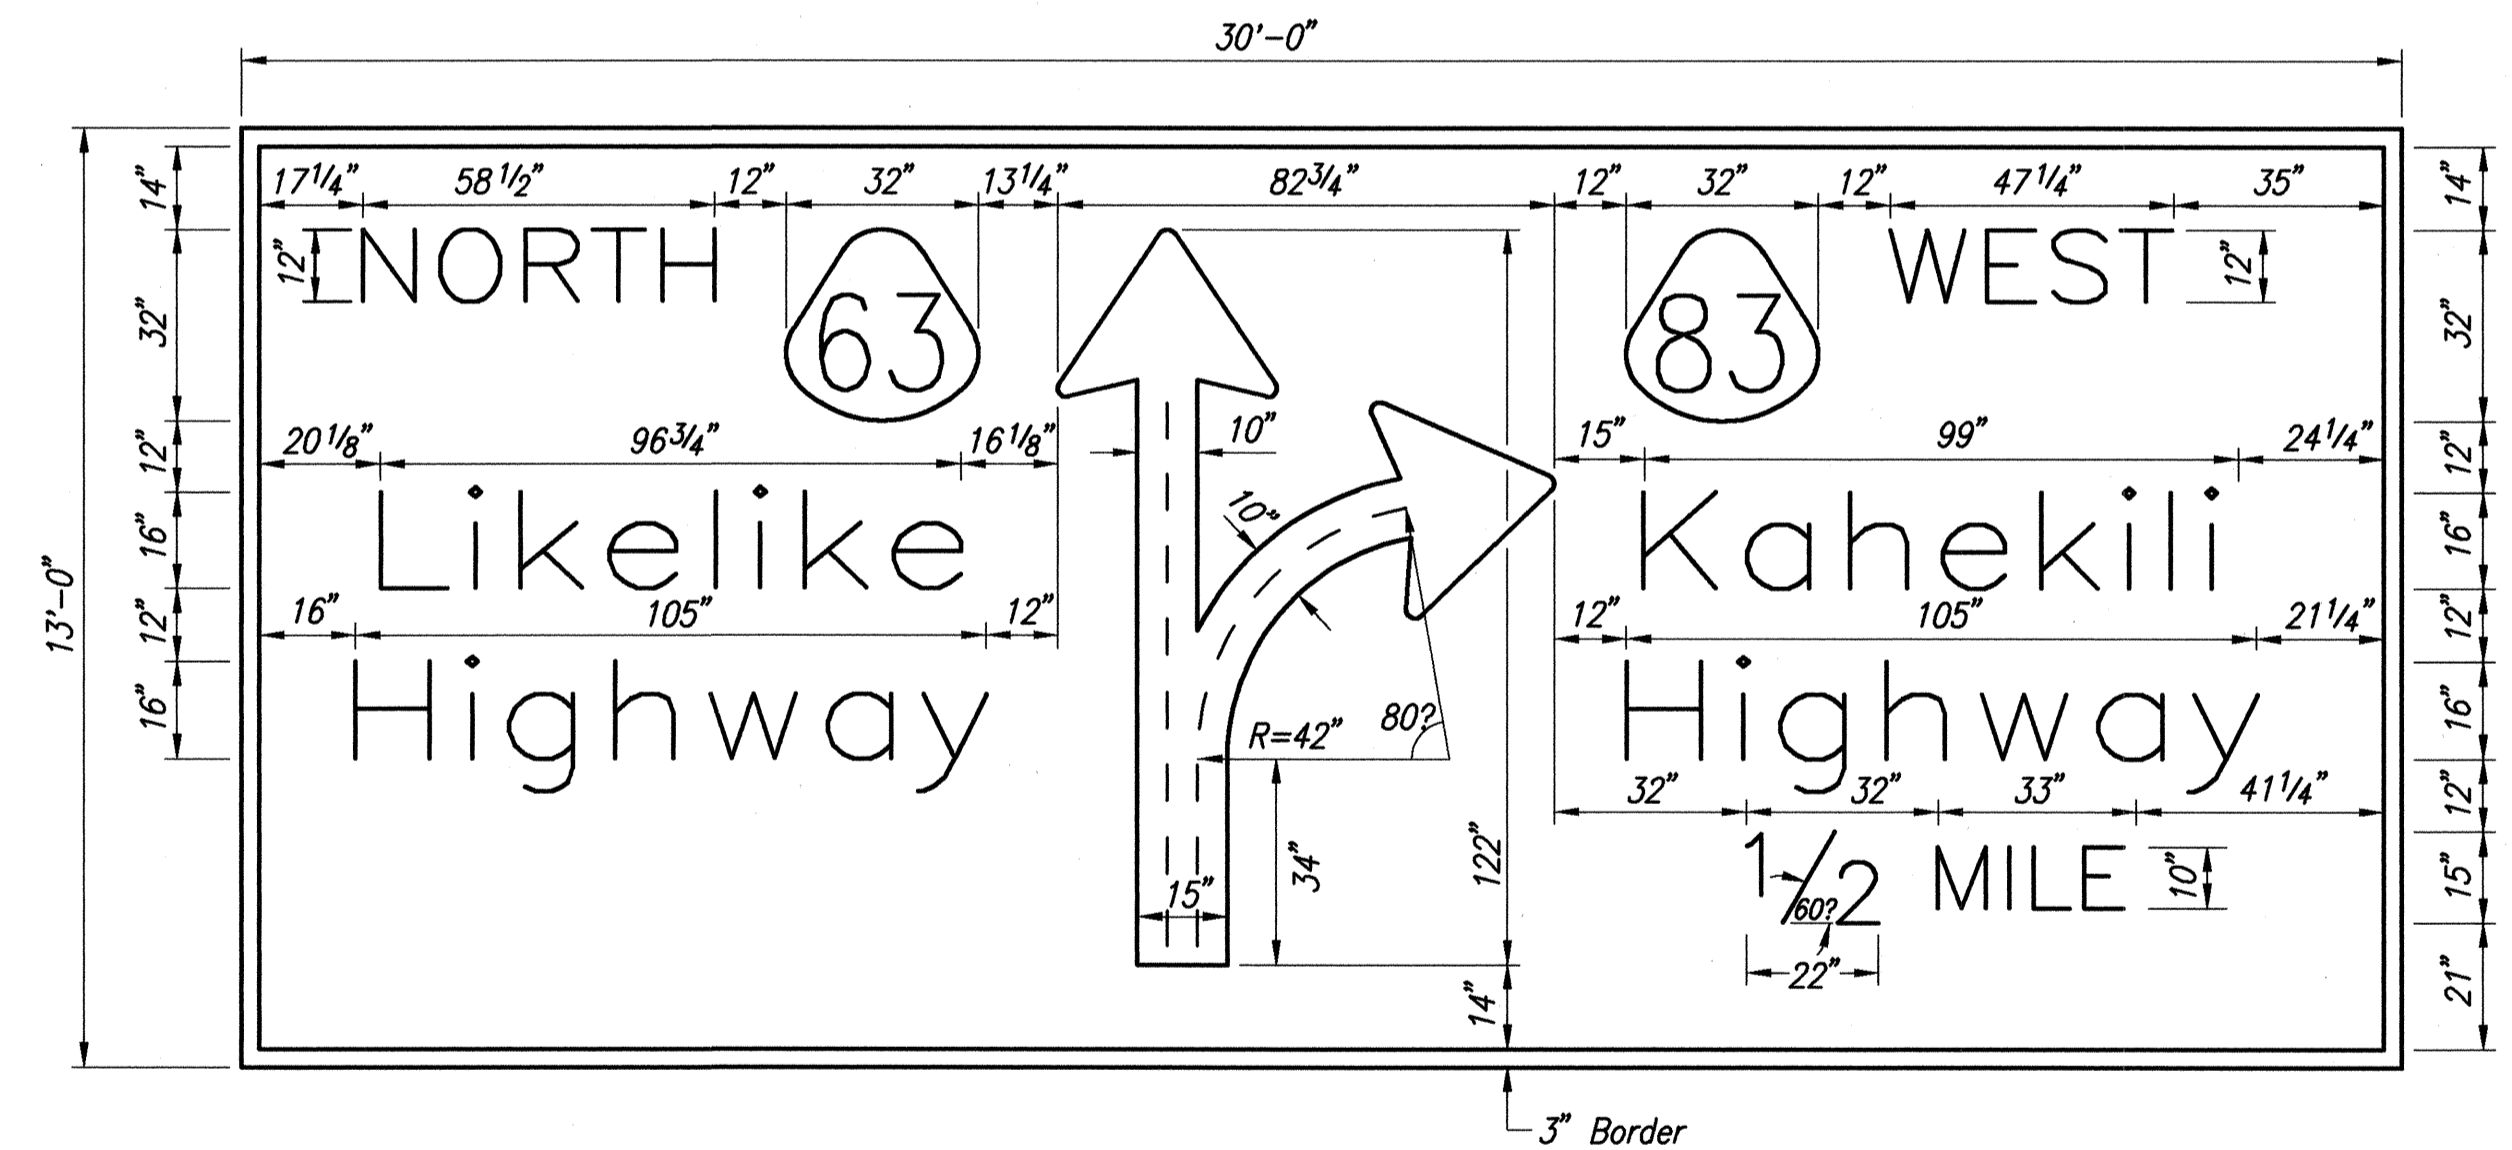 30'-0"
17 1/4" 58 1/2" 12" 32" 13 1/4" 82 3/4" 12" 32" 12" 47 1/4" 35"
14" 14"
12" NORTH 63 83 WEST 12"
32" 32"
10"
20 1/8" 96 3/4" 16 1/8" 15" 99" 24 1/4"
12" 12"
10"
Likelike Kahekili
16" 16"
13'-0"
16" 105" 12" 12" 105" 21 1/4"
12" 12"
Highway Highway
16" 16"
R=42" 80?
32" 32" 33" 41 1/4"
12"
34" 122"
1/2 MILE 10"
15" 60? 15"
22"
14" 21"
3" Border